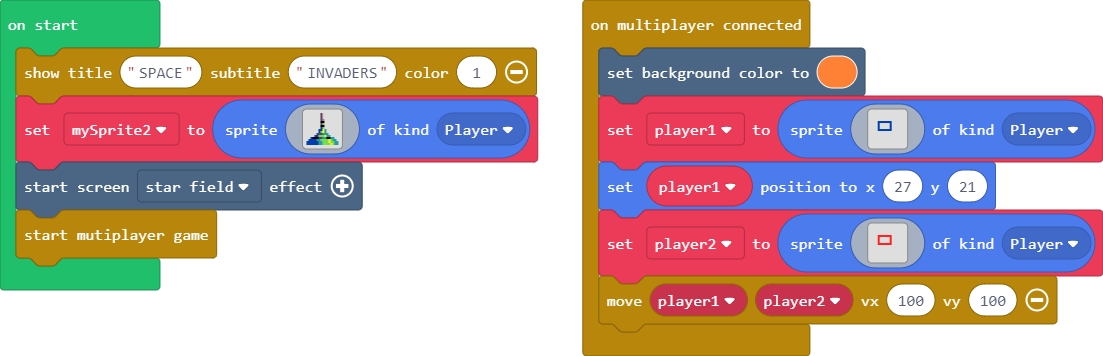 on start
show title "SPACE" subtitle "INVADERS" color 1
set mySprite2 to sprite of kind Player
start screen star field effect
start mutiplayer game
on multiplayer connected
set background color to
set player1 to sprite of kind Player
set player1 position to x 27 y 21
set player2 to sprite of kind Player
move player1 player2 vx 100 vy 100